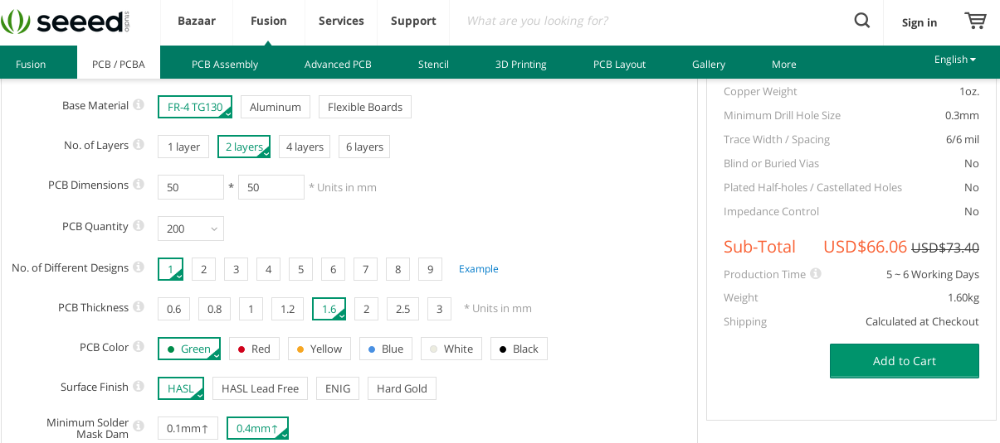 seeed studio
Bazaar Fusion Services Support What are you looking for? Sign in
Fusion PCB / PCBA PCB Assembly Advanced PCB Stencil 3D Printing PCB Layout Gallery More English
Base Material FR-4 TG130 Aluminum Flexible Boards
No. of Layers 1 layer 2 layers 4 layers 6 layers
PCB Dimensions 50 * 50 * Units in mm
PCB Quantity 200
No. of Different Designs 1 2 3 4 5 6 7 8 9 Example
PCB Thickness 0.6 0.8 1 1.2 1.6 2 2.5 3 * Units in mm
PCB Color Green Red Yellow Blue White Black
Surface Finish HASL HASL Lead Free ENIG Hard Gold
Minimum Solder
Mask Dam 0.1mm↑ 0.4mm↑
Copper Weight 1oz.
Minimum Drill Hole Size 0.3mm
Trace Width / Spacing 6/6 mil
Blind or Buried Vias No
Plated Half-holes / Castellated Holes No
Impedance Control No
Sub-Total USD$66.06 USD$73.40
Production Time 5 ~ 6 Working Days
Weight 1.60kg
Shipping Calculated at Checkout
Add to Cart